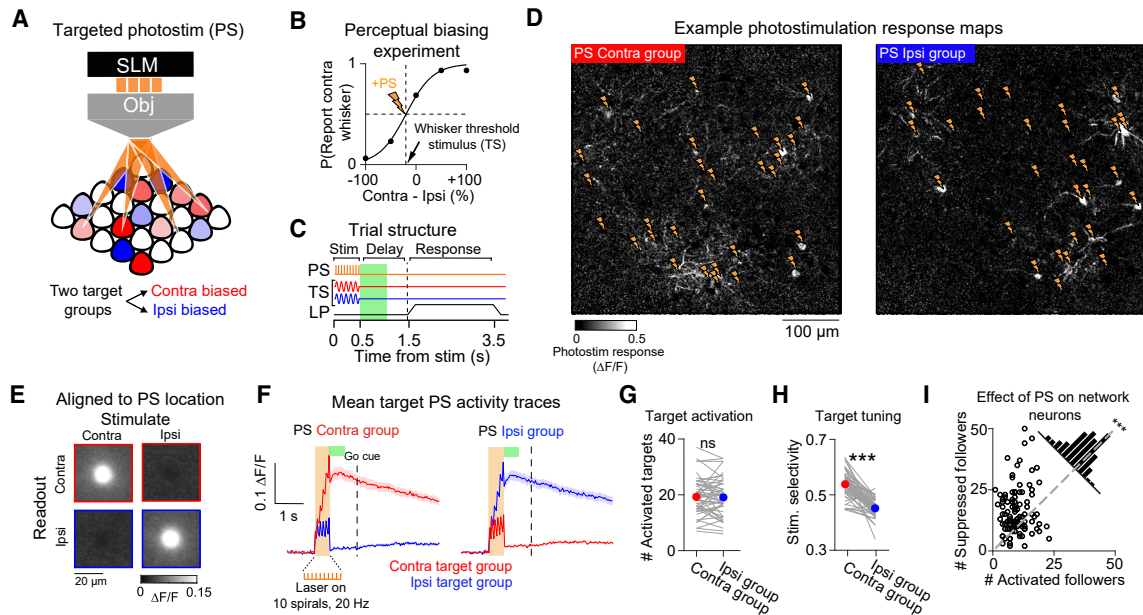 A
Targeted photostim (PS)
SLM
Obj
Two target groups
Contra biased
Ipsi biased
B
Perceptual biasing experiment
P(Report contra whisker)
1
0
+PS
Whisker threshold stimulus (TS)
-100
0
+100
Contra - Ipsi (%)
C
Trial structure
Stim
Delay
Response
PS
TS
LP
0
0.5
1.5
3.5
Time from stim (s)
D
Example photostimulation response maps
PS Contra group
PS Ipsi group
0
0.5
Photostim response (ΔF/F)
100 µm
E
Aligned to PS location
Stimulate
Contra
Ipsi
Readout
Contra
Ipsi
20 µm
0
0.15
ΔF/F
F
Mean target PS activity traces
PS Contra group
PS Ipsi group
Go cue
0.1 ΔF/F
1 s
Contra target group
Ipsi target group
Laser on
10 spirals, 20 Hz
G
Target activation
ns
# Activated targets
40
20
0
Ipsi group
Contra group
H
Target tuning
***
Stim. selectivity
0.7
0.5
0.3
Ipsi group
Contra group
I
Effect of PS on network neurons
***
# Suppressed followers
50
25
0
0
25
50
# Activated followers